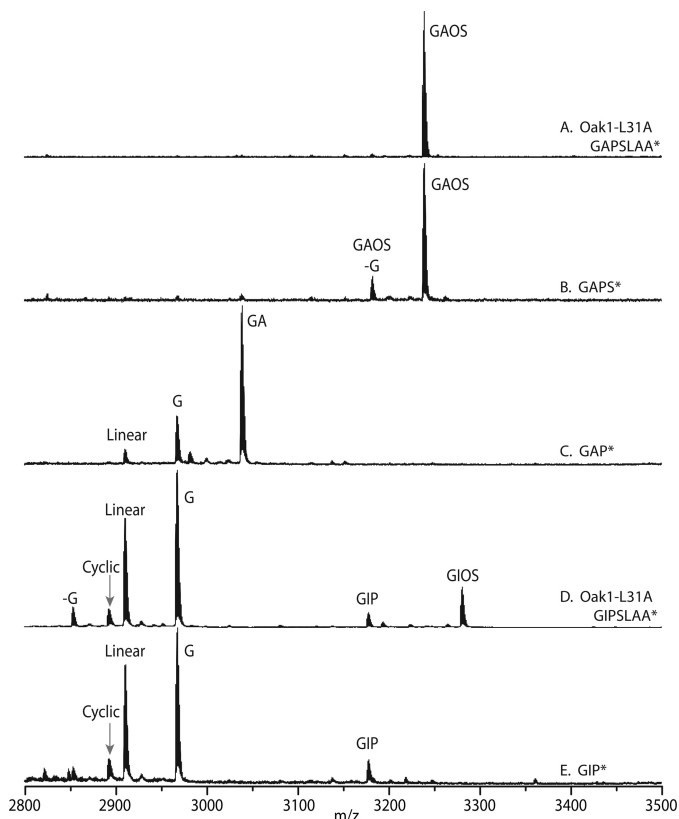 GAOS
A. Oak1-L31A
GAPSLAA*
GAOS
GAOS
-G
B. GAPS*
GA
G
Linear
C. GAP*
G
Linear
Cyclic
-G
GIP
GIOS
D. Oak1-L31A
GIPSLAA*
Linear
G
Cyclic
GIP
E. GIP*
2800 2900 3000 3100 3200 3300 3400 3500
m/z